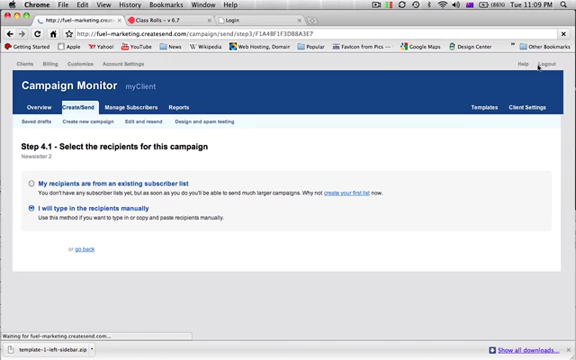 Chrome File Edit View History Bookmarks Window Help
Tue 11:09 PM
http://fuel-marketing.creates
Class Rolls – v 6.7
Login
http://fuel-marketing.createsend.com/campaign/send/step3/F1A4BF1F2C3DB3E7
Getting Started Apple YouTube News Wikipedia Web Hosting, Domain Popular Favicon from Pics... Google Maps Design Center » Other Bookmarks
Clients Billing Customize Account Settings Help Logout
Campaign Monitor myClient
Overview Create/Send Manage Subscribers Reports Templates Client Settings
Saved drafts Create new campaign Edit and resend Design and spam testing
Step 4.1 - Select the recipients for this campaign
Newsletter 2
My recipients are from an existing subscriber list
You don't have any subscriber lists yet, but as soon as you do you'll be able to send much larger campaigns. Why not create your first list now.
I will type in the recipients manually
Use this method if you want to type in or copy and paste recipients manually.
or go back
Waiting for fuel-marketing.createsend.com...
template-1-left-sidebar.zip
Show all downloads...